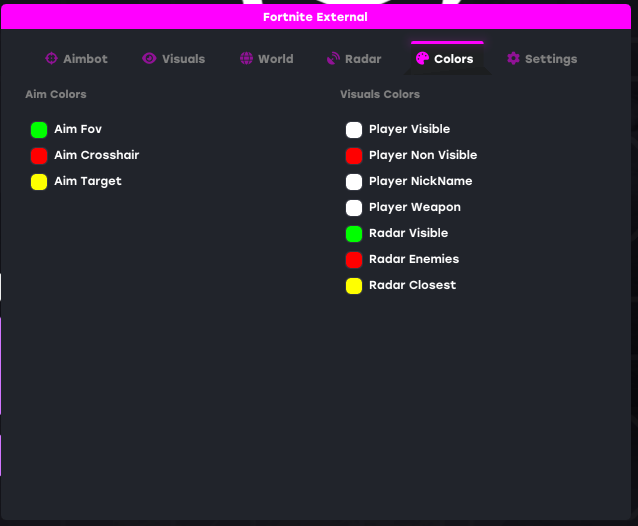 Fortnite External
Aimbot Visuals World Radar Colors Settings
Aim Colors
Aim Fov
Aim Crosshair
Aim Target
Visuals Colors
Player Visible
Player Non Visible
Player NickName
Player Weapon
Radar Visible
Radar Enemies
Radar Closest